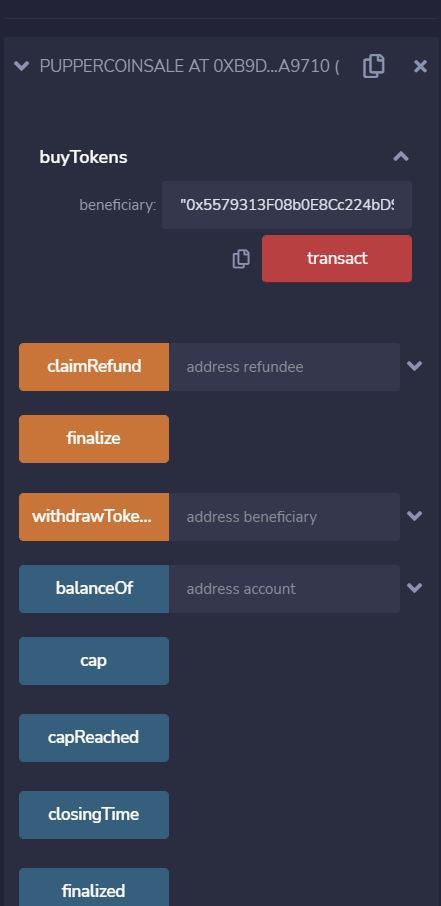 PUPPERCOINSALE AT 0XB9D...A9710 (
buyTokens
beneficiary: "0x5579313F08b0E8Cc224bD
transact
claimRefund address refundee
finalize
withdrawToke... address beneficiary
balanceOf address account
cap
capReached
closingTime
finalized